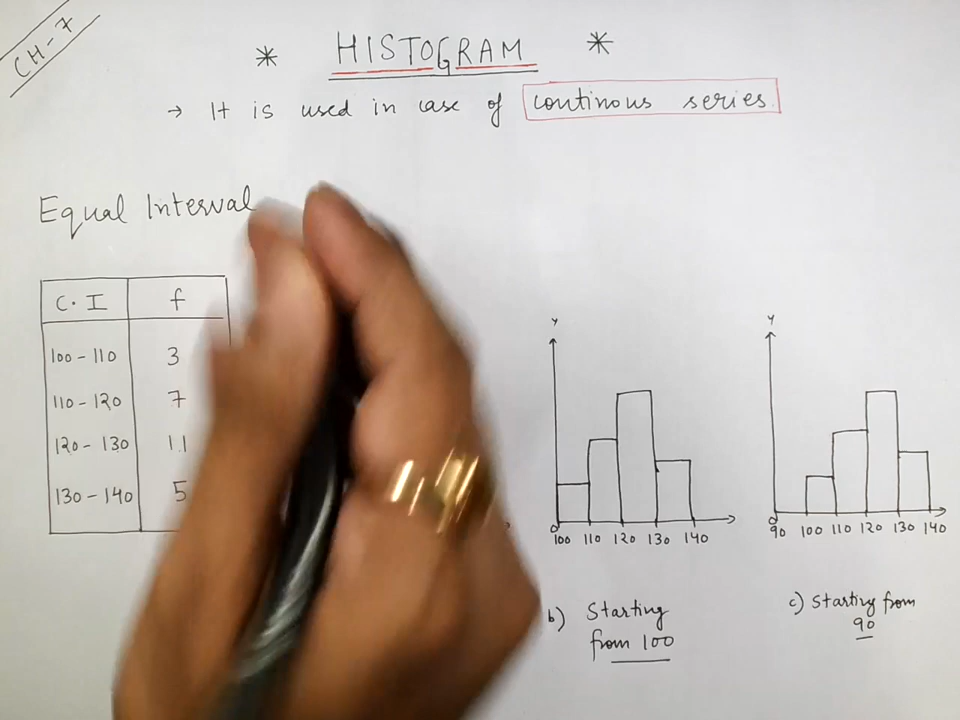 CH-7
* HISTOGRAM *
→ It is used in case of continous series.
Equal Interval
C.I f
100-110 3
110-120 7
120-130 11
130-140 5
Y
0
100 110 120 130 140
b) Starting
from 100
Y
0
90 100 110 120 130 140
c) Starting from
90